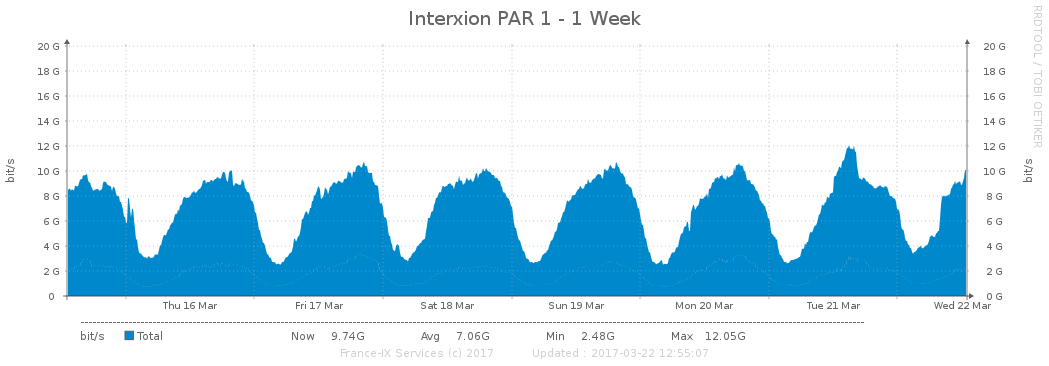 Interxion PAR 1 - 1 Week
RRDTOOL / TOBI OETIKER
20 G 20 G
18 G 18 G
16 G 16 G
14 G 14 G
12 G 12 G
10 G 10 G
8 G 8 G
6 G 6 G
4 G 4 G
2 G 2 G
0 0 G
bit/s
bit/s
Thu 16 Mar Fri 17 Mar Sat 18 Mar Sun 19 Mar Mon 20 Mar Tue 21 Mar Wed 22 Mar
bit/s Total Now 9.74G Avg 7.06G Min 2.48G Max 12.05G
France-IX Services (c) 2017 Updated : 2017-03-22 12:55:07